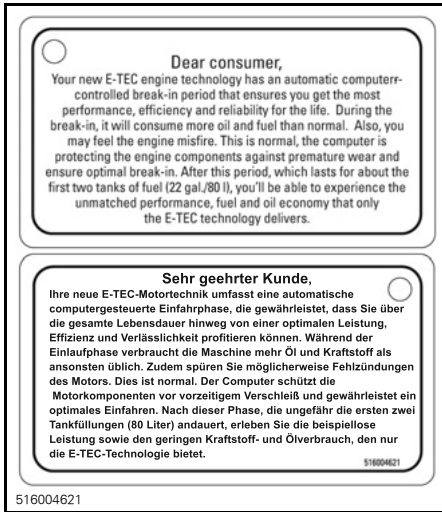 Dear consumer,
Your new E-TEC engine technology has an automatic computerr-
controlled break-in period that ensures you get the most
performance, efficiency and reliability for the life.  During the
break-in, it will consume more oil and fuel than normal.  Also, you
may feel the engine misfire. This is normal, the computer is
protecting the engine components against premature wear and
ensure optimal break-in. After this period, which lasts for about the
first two tanks of fuel (22 gal./80 l), you'll be able to experience the
unmatched performance, fuel and oil economy that only
the E-TEC technology delivers.
Sehr geehrter Kunde,
Ihre neue E-TEC-Motortechnik umfasst eine automatische
computergesteuerte Einfahrphase, die gewährleistet, dass Sie über
die gesamte Lebensdauer hinweg von einer optimalen Leistung,
Effizienz und Verlässlichkeit profitieren können. Während der
Einlaufphase verbraucht die Maschine mehr Öl und Kraftstoff als
ansonsten üblich. Zudem spüren Sie möglicherweise Fehlzündungen
des Motors. Dies ist normal. Der Computer schützt die
Motorkomponenten vor vorzeitigem Verschleiß und gewährleistet ein
optimales Einfahren. Nach dieser Phase, die ungefähr die ersten zwei
Tankfüllungen (80 Liter) andauert, erleben Sie die beispiellose
Leistung sowie den geringen Kraftstoff- und Ölverbrauch, den nur
die E-TEC-Technologie bietet.
516004621
516004621